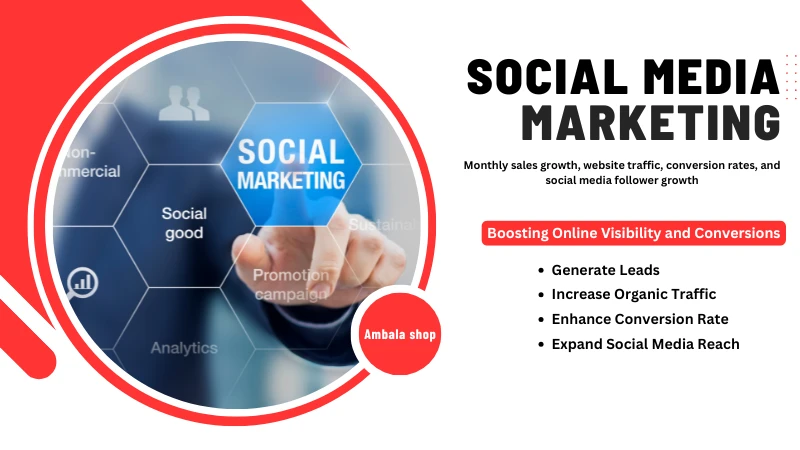 SOCIAL MEDIA
MARKETING
Monthly sales growth, website traffic, conversion rates, and
social media follower growth
Boosting Online Visibility and Conversions
• Generate Leads
• Increase Organic Traffic
• Enhance Conversion Rate
• Expand Social Media Reach
SOCIAL
MARKETING
Social
good
Promotion
campaign
Analytics
Ambala shop